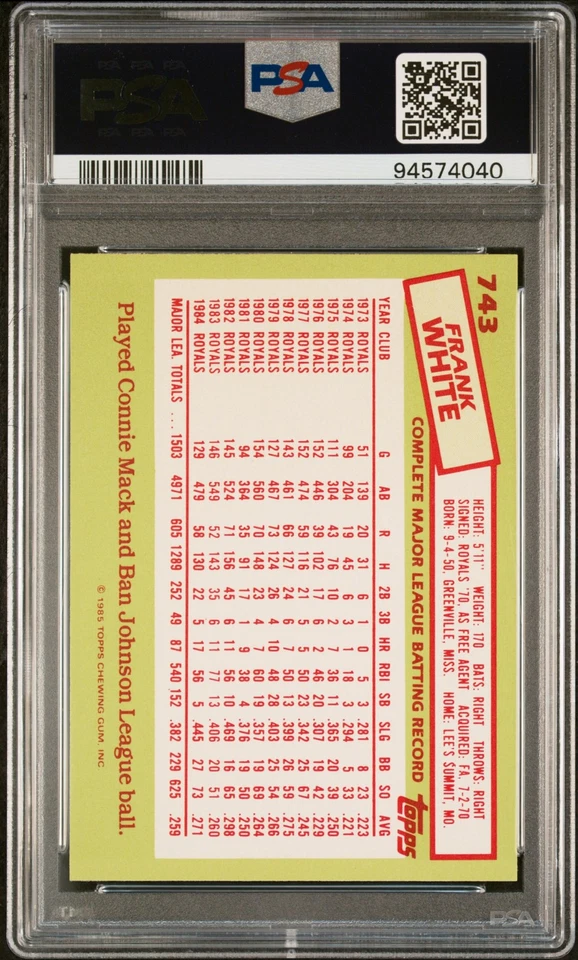 PSA
PSA
94574040
743
FRANK
WHITE
HEIGHT: 5'11" WEIGHT: 170 BATS: RIGHT THROWS: RIGHT
SIGNED: ROYALS '70, AS FREE AGENT ACQUIRED: FA, 7-2-70
BORN: 9-4-50, GREENVILLE, MISS. HOME: LEE'S SUMMIT, MO.
COMPLETE MAJOR LEAGUE BATTING RECORD topps
YEAR CLUB G AB R H 2B 3B HR RBI SB SLG BB SO AVG
1973 ROYALS 51 139 20 31 6 1 0 5 3 .281 8 23 .223
1974 ROYALS 99 204 19 45 6 3 1 18 3 .294 5 33 .221
1975 ROYALS 111 304 43 76 10 2 7 36 11 .365 20 39 .250
1976 ROYALS 152 446 39 102 17 6 2 46 20 .307 19 42 .229
1977 ROYALS 152 474 59 116 21 5 5 50 23 .342 25 67 .245
1978 ROYALS 143 461 66 127 24 6 7 50 13 .399 26 59 .275
1979 ROYALS 127 467 73 124 26 4 10 48 28 .403 25 54 .266
1980 ROYALS 154 560 70 148 23 4 7 60 19 .357 19 69 .264
1981 ROYALS 94 364 35 91 17 1 9 38 4 .376 19 50 .250
1982 ROYALS 145 524 71 156 45 6 11 56 10 .469 16 65 .298
1983 ROYALS 146 549 52 143 35 6 11 77 13 .406 20 51 .260
1984 ROYALS 129 479 58 130 22 5 17 56 5 .445 27 73 .271
MAJOR LEA. TOTALS ... 1503 4971 605 1289 252 49 87 540 152 .382 229 625 .259
© 1985 TOPPS CHEWING GUM, INC
Played Connie Mack and Ban Johnson League ball.
TM
PSA